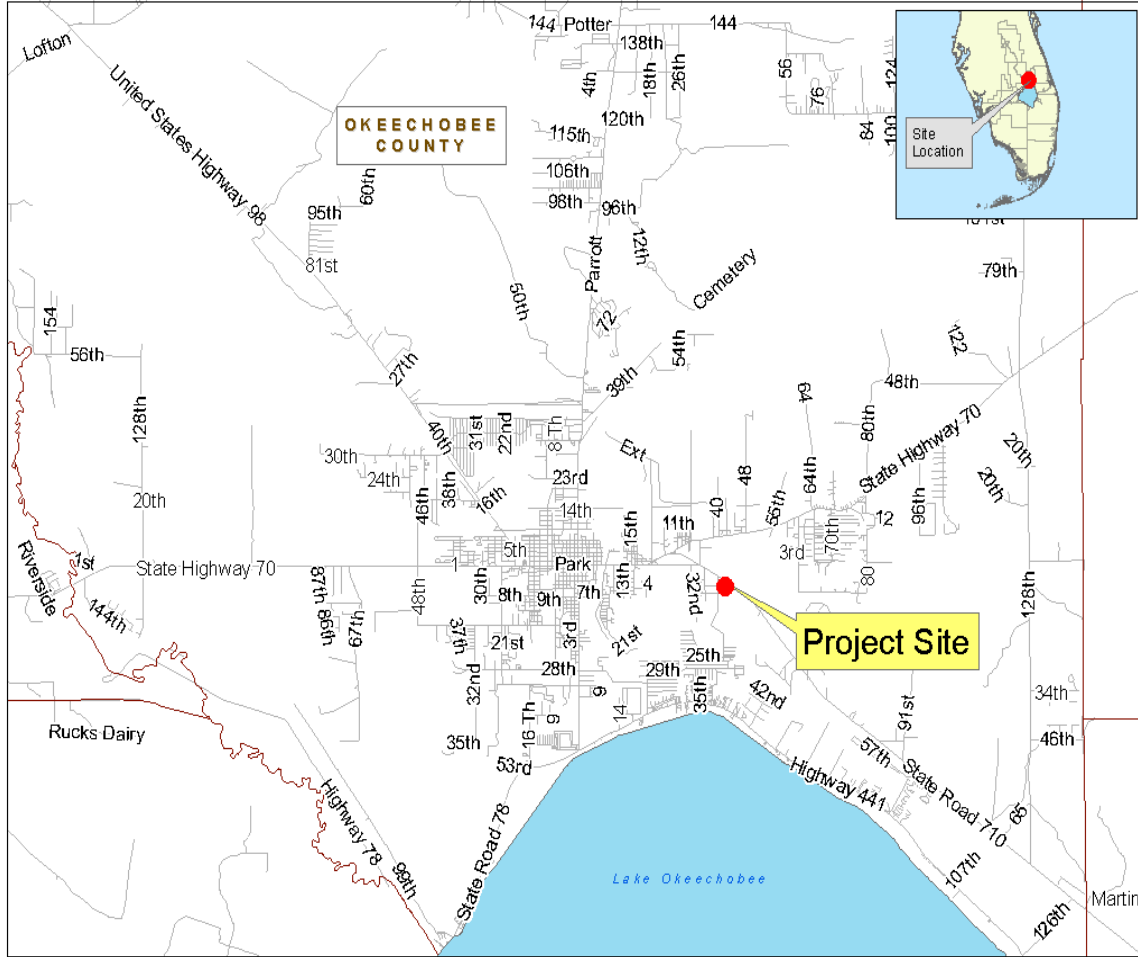 144
Potter
144
Lofton
138th
4th
18th
26th
56
76
124
120th
115th
84
100
United States Highway 98
OKEECHOBEE
COUNTY
Site
Location
106th
98th
96th
12th
60th
95th
81st
50th
Parrott
Cemetery
79th
72
54th
39th
122
154
56th
27th
48th
64
80th
128th
State Highway 70
40th
31st
22nd
8 Th
Ext
30th
24th
46th
38th
16th
23rd
14th
15th
11th
40
48
55th
64th
12
96th
20th
20th
20th
3rd
70th
1st
Riverside
State Highway 70
1
5th
Park
80
87th
86th
67th
48th
30th
8th
9th
7th
13th
4
32nd
128th
144th
37th
21st
3rd
21st
Project Site
28th
29th
25th
32nd
9
14
35th
42nd
91st
34th
Rucks Dairy
35th
16 Th
9
46th
53rd
57th
Highway 78
State Road 78
Highway 441
State Road 710
65
99th
Lake Okeechobee
107th
126th
Martin